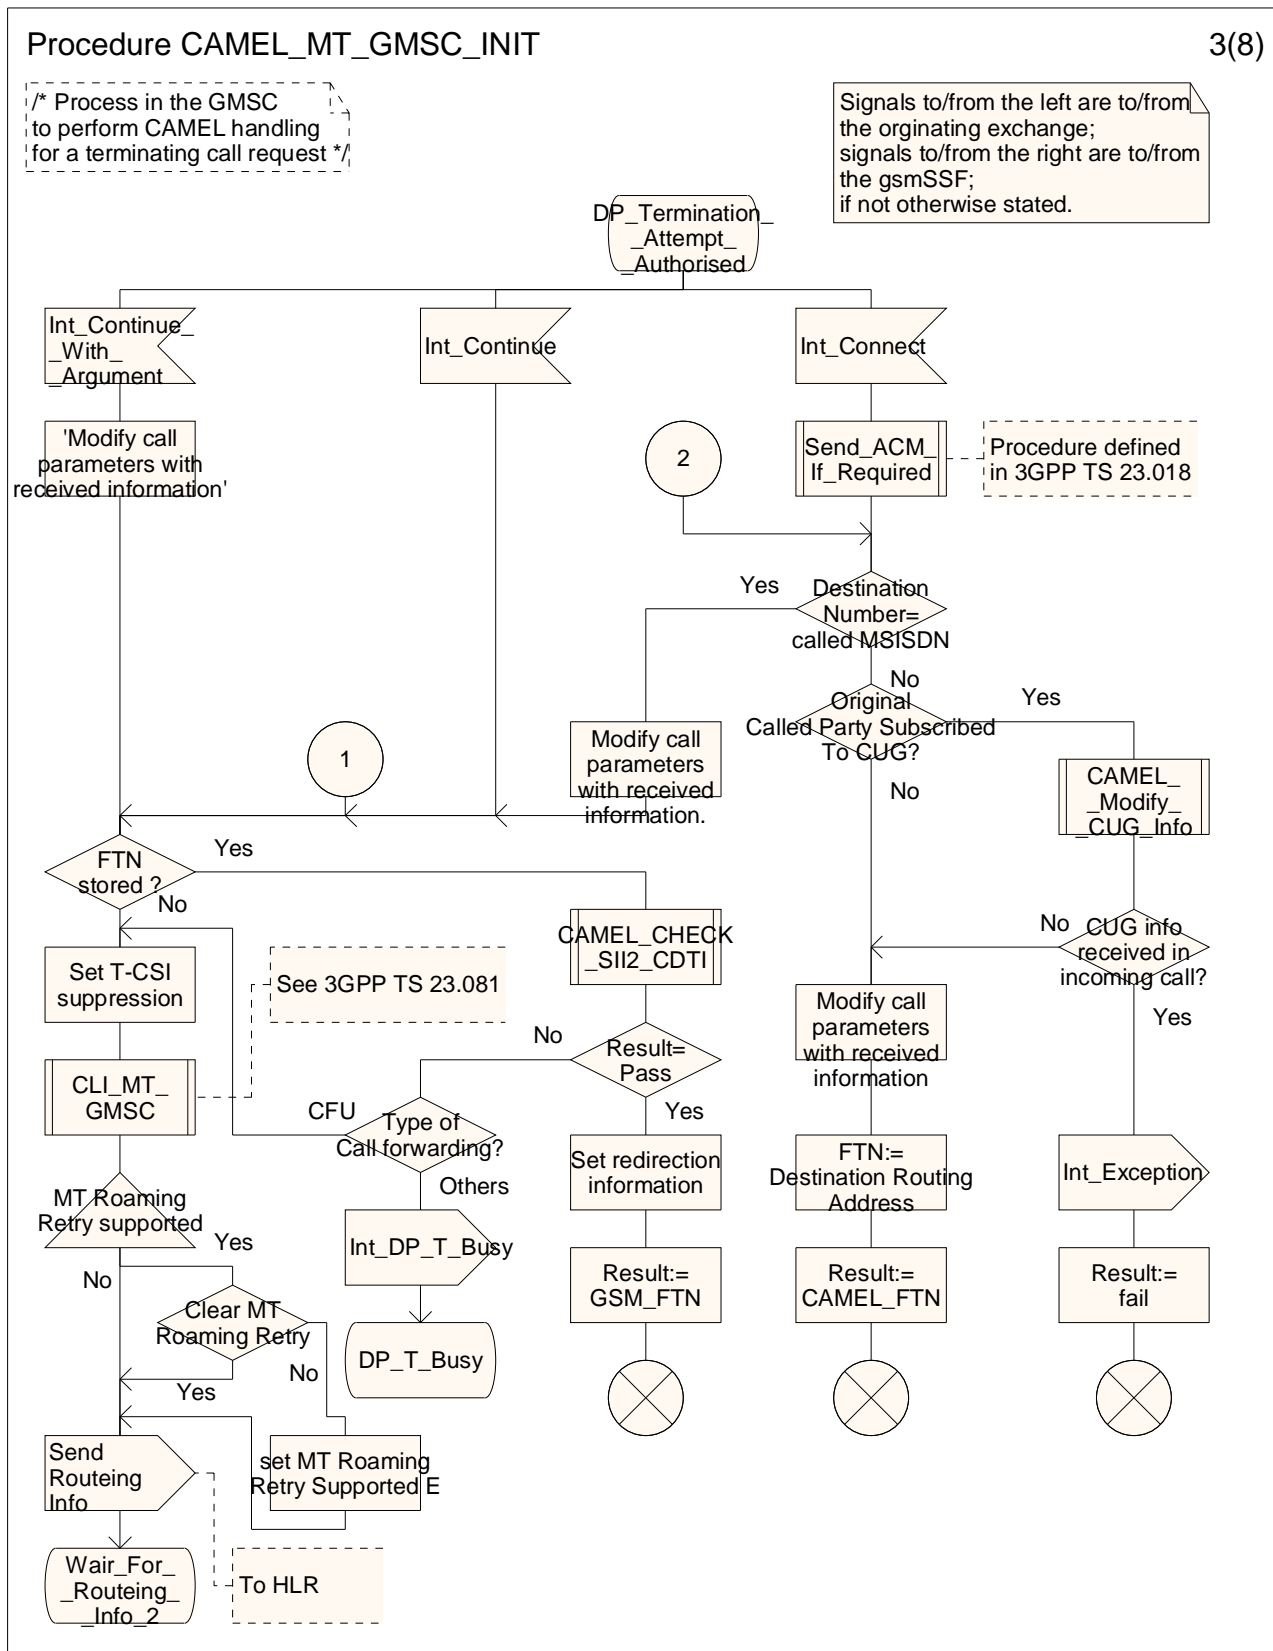 Procedure CAMEL_MT_GMSC_INIT
3(8)
/* Process in the GMSC
to perform CAMEL handling
for a terminating call request */
Signals to/from the left are to/from
the orginating exchange;
signals to/from the right are to/from
the gsmSSF;
if not otherwise stated.
DP_Termination_
_Attempt_
_Authorised
Int_Continue_
_With_
_Argument
Int_Continue
Int_Connect
'Modify call
parameters with
received information'
2
Send_ACM_
If_Required
Procedure defined
in 3GPP TS 23.018
Yes
Destination
Number=
called MSISDN
No
Original
Called Party Subscribed
To CUG?
Yes
No
1
Modify call
parameters
with received
information.
CAMEL_
_Modify_
_CUG_Info
FTN
stored ?
Yes
No
CAMEL_CHECK
_SII2_CDTI
No
CUG info
received in
incoming call?
Yes
Set T-CSI
suppression
See 3GPP TS 23.081
Modify call
parameters
with received
information
No
Result=
Pass
Yes
CLI_MT_
GMSC
CFU
Type of
Call forwarding?
Others
Set redirection
information
FTN:=
Destination Routing
Address
Int_Exception
MT Roaming
Retry supported
Yes
No
Int_DP_T_Busy
Result:=
GSM_FTN
Result:=
CAMEL_FTN
Result:=
fail
Clear MT
Roaming Retry
No
Yes
DP_T_Busy
Send
Routeing
Info
set MT Roaming
Retry Supported E
Wair_For_
_Routeing_
_Info_2
To HLR